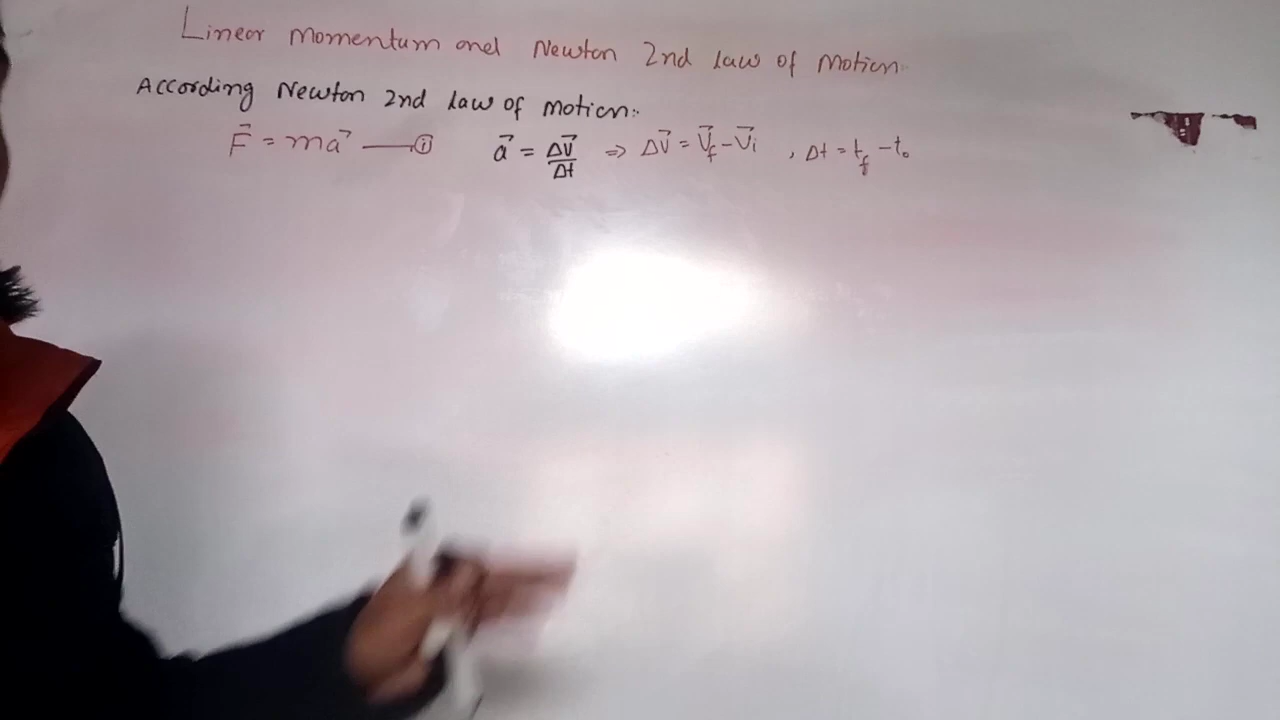 Linear momentum and Newton 2nd Law of Motion:
According Newton 2nd Law of motion:
F⃗ = ma⃗ —① a⃗ = Δv⃗/Δt ⇒ Δv⃗ = V⃗f - V⃗i , Δt = tf - t₀